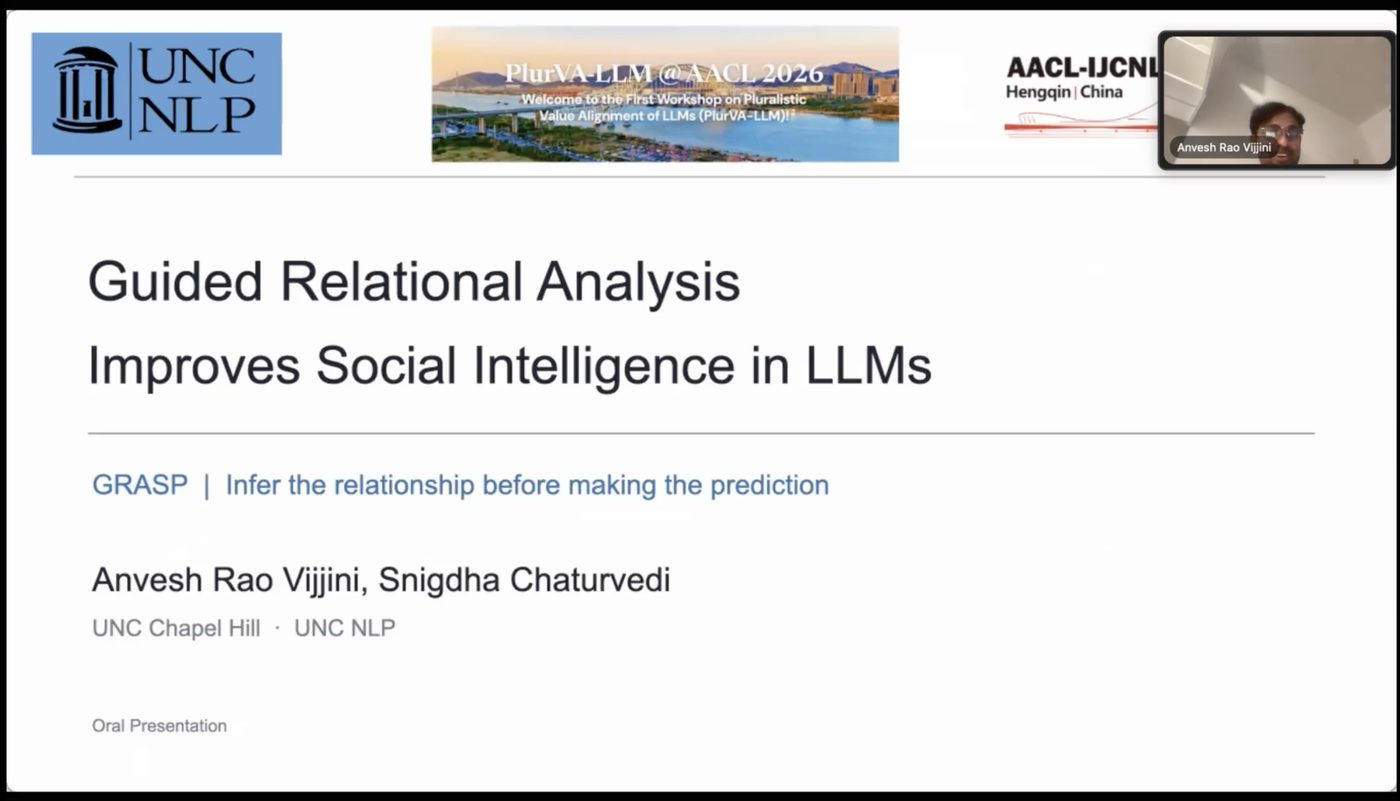 UNC
NLP
PlurVA-LLM @ AACL 2026
Welcome to the First Workshop on Pluralistic
Value Alignment of LLMs (PlurVA-LLM)!
AACL-IJCNL
Hengqin | China
Anvesh Rao Vijjini
Guided Relational Analysis
Improves Social Intelligence in LLMs
GRASP | Infer the relationship before making the prediction
Anvesh Rao Vijjini, Snigdha Chaturvedi
UNC Chapel Hill · UNC NLP
Oral Presentation